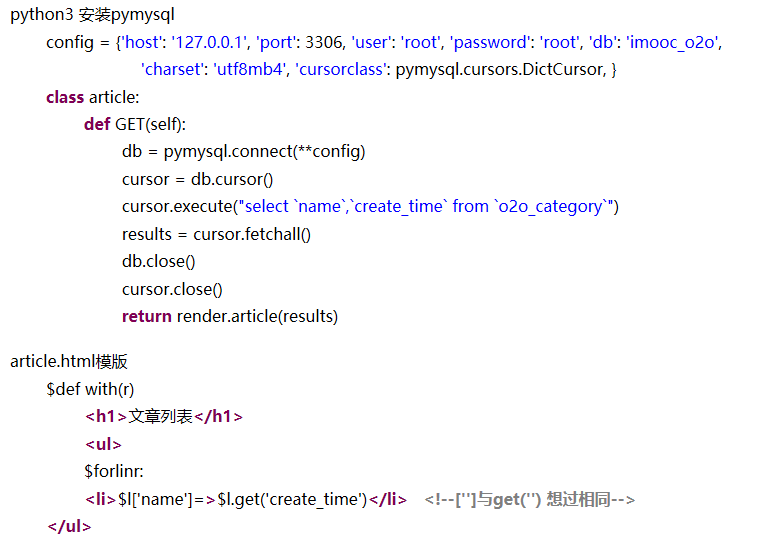 python3 安装pymysql
config = {'host': '127.0.0.1', 'port': 3306, 'user': 'root', 'password': 'root', 'db': 'imooc_o2o',
'charset': 'utf8mb4', 'cursorclass': pymysql.cursors.DictCursor, }
class article:
def GET(self):
db = pymysql.connect(**config)
cursor = db.cursor()
cursor.execute("select `name`,`create_time` from `o2o_category`")
results = cursor.fetchall()
db.close()
cursor.close()
return render.article(results)
article.html模版
$def with(r)
<h1>文章列表</h1>
<ul>
$forlinr:
<li>$l['name']=>$l.get('create_time')</li> <!--['']与get('') 想过相同-->
</ul>